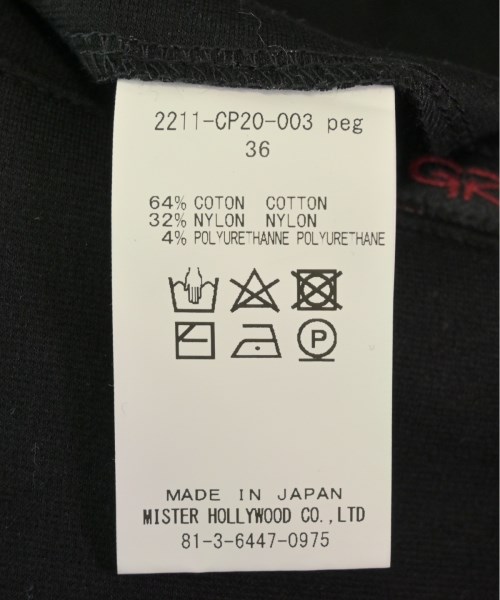 2211-CP20-003 peg
36
64% COTON COTTON
32% NYLON NYLON
4% POLYURETHANNE POLYURETHANE
P
MADE IN JAPAN
MISTER HOLLYWOOD CO.,LTD
81-3-6447-0975
GR